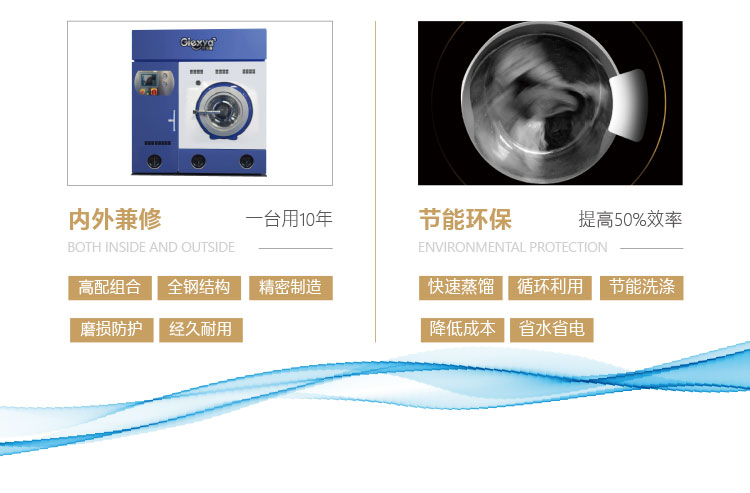 Giexya
内外兼修
一台用10年
BOTH INSIDE AND OUTSIDE
高配组合
全钢结构
精密制造
磨损防护
经久耐用
节能环保
提高50%效率
ENVIRONMENTAL PROTECTION
快速蒸馏
循环利用
节能洗涤
降低成本
省水省电